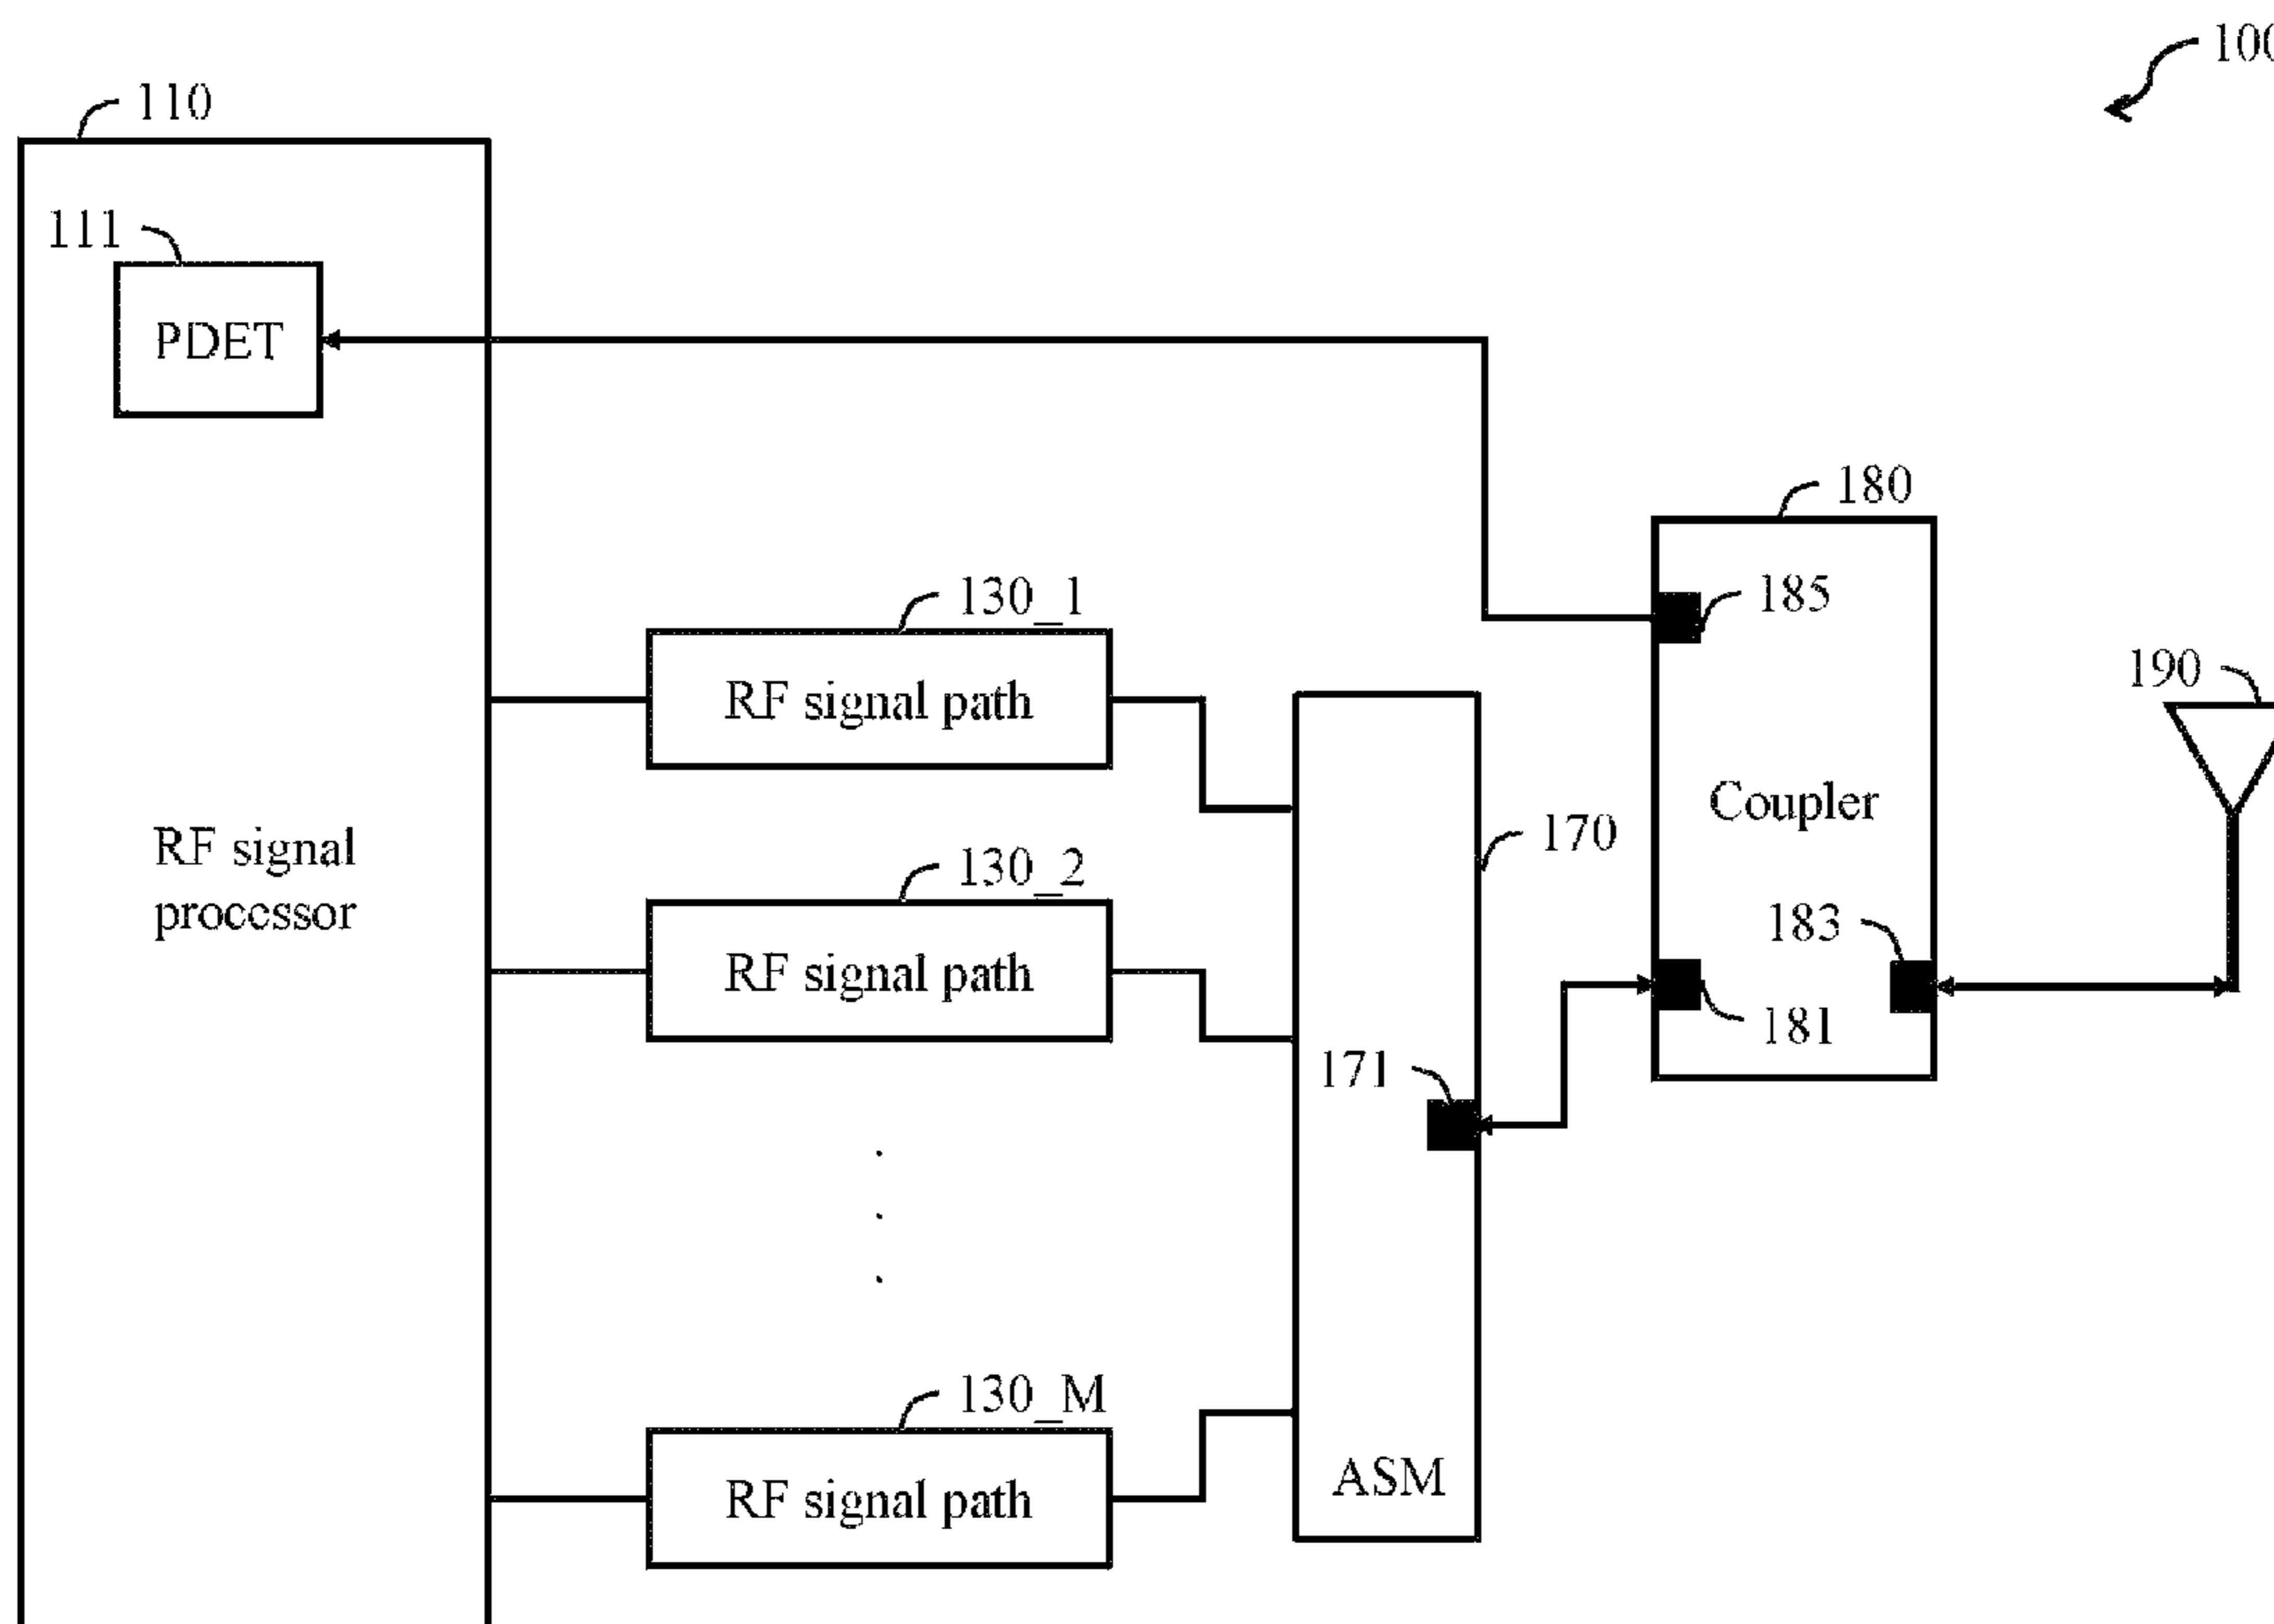 100
110
111
PDET
180
130_1
185
RF signal path
190
Coupler
170
RF signal
processor
130_2
183
RF signal path
181
171
130_M
ASM
RF signal path